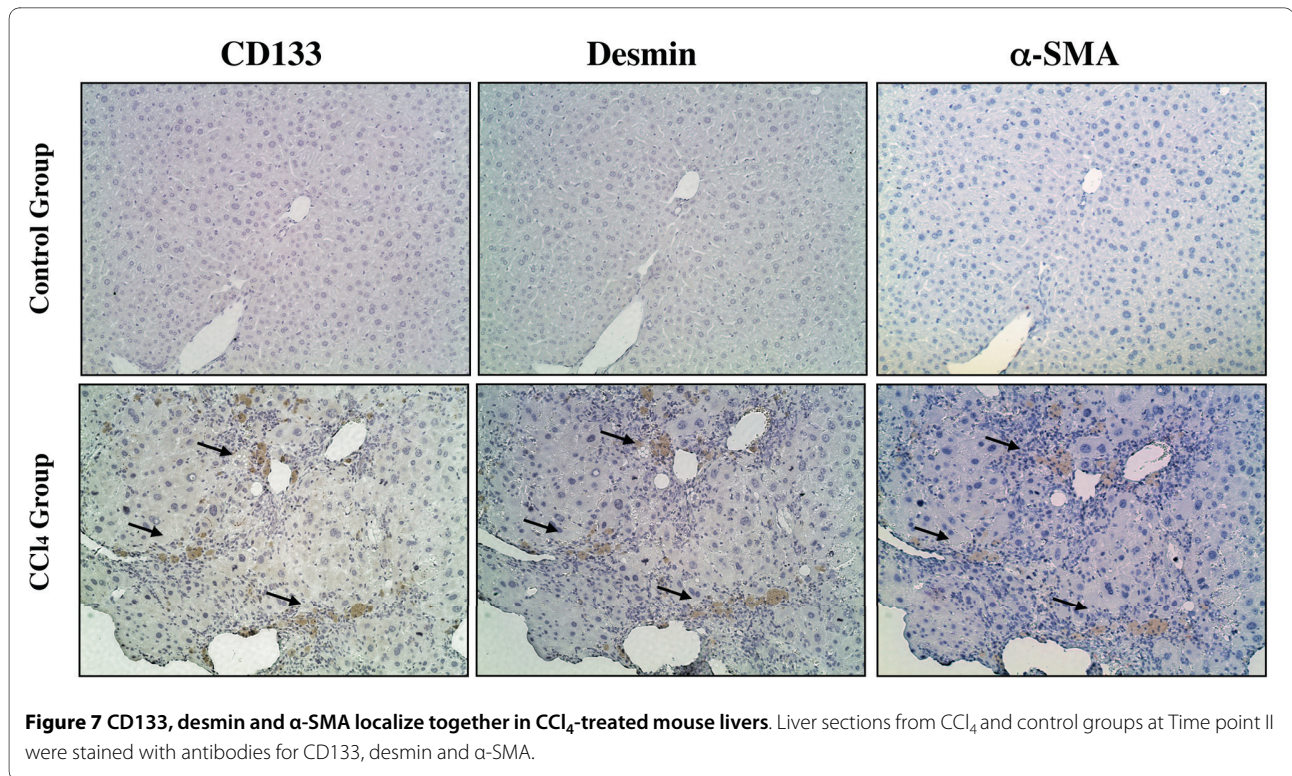 CD133 Desmin α-SMA
Control Group
CCl4 Group
Figure 7 CD133, desmin and α-SMA localize together in CCl4-treated mouse livers. Liver sections from CCl4 and control groups at Time point II
were stained with antibodies for CD133, desmin and α-SMA.